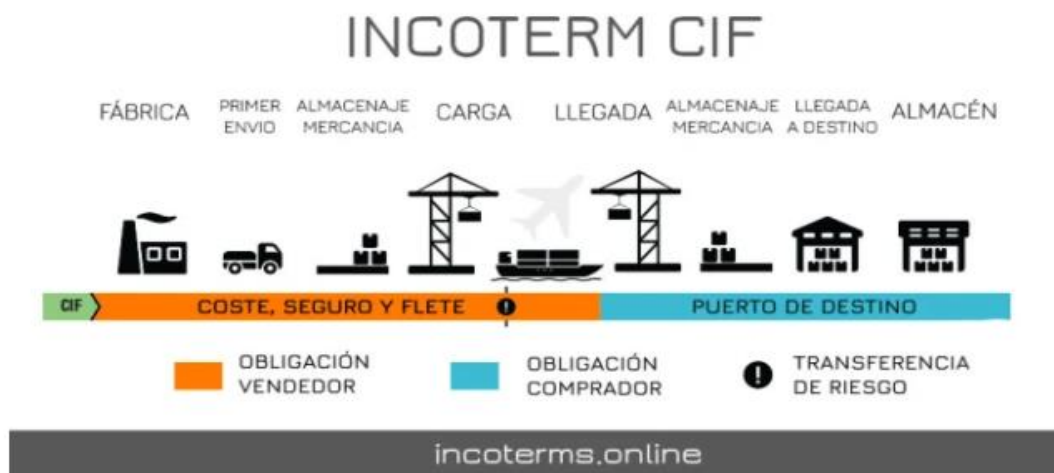 INCOTERM CIF
FÁBRICA
PRIMER
ENVIO
ALMACENAJE
MERCANCIA
CARGA
LLEGADA
ALMACENAJE
MERCANCIA
LLEGADA
A DESTINO
ALMACÉN
CIF
COSTE, SEGURO Y FLETE
PUERTO DE DESTINO
OBLIGACIÓN
VENDEDOR
OBLIGACIÓN
COMPRADOR
TRANSFERENCIA
DE RIESGO
incoterms.online